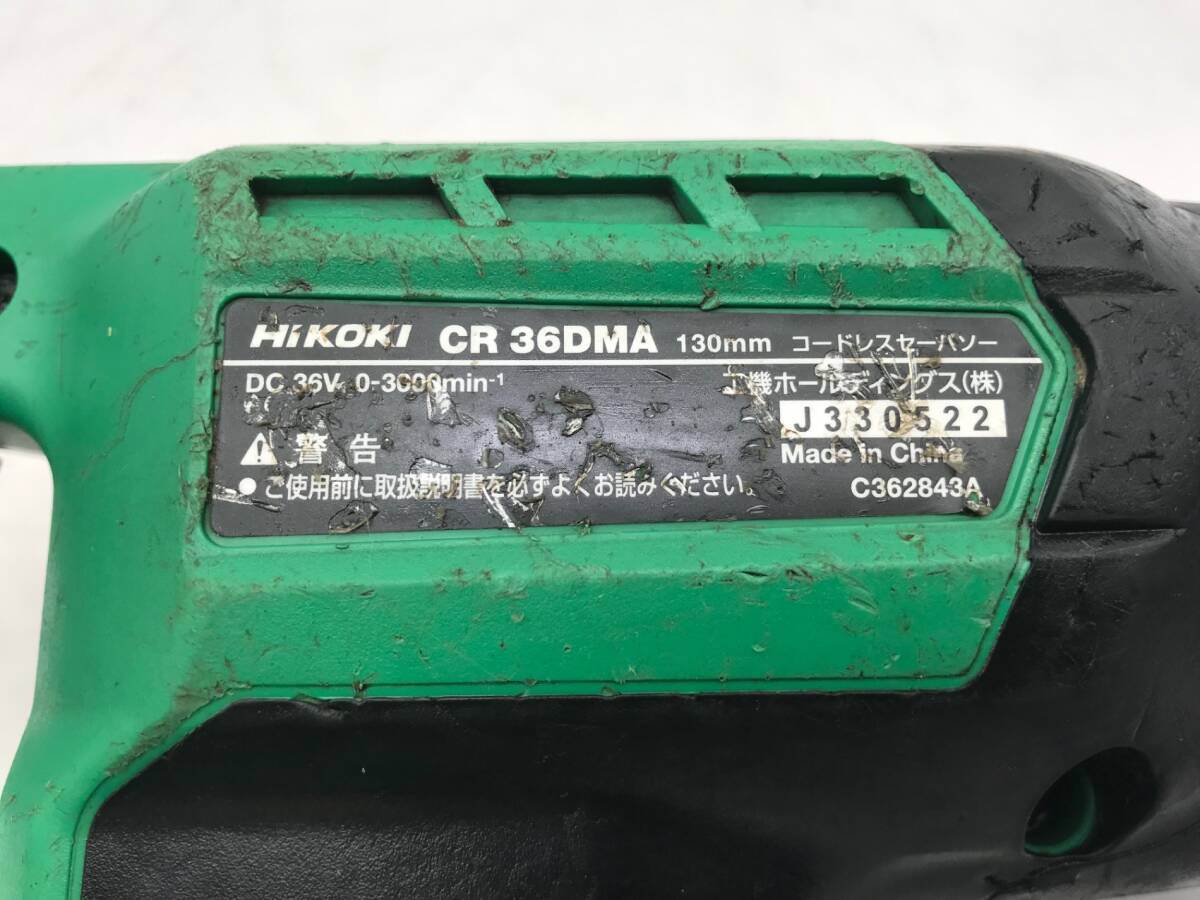 HiKOKI CR 36DMA 130mm コードレスセーバソー
DC 36V 0-3000min-1
工機ホールディングス(株)
J330522
警告
Made in China
●ご使用前に取扱説明書を必ずよくお読みください。
C362843A